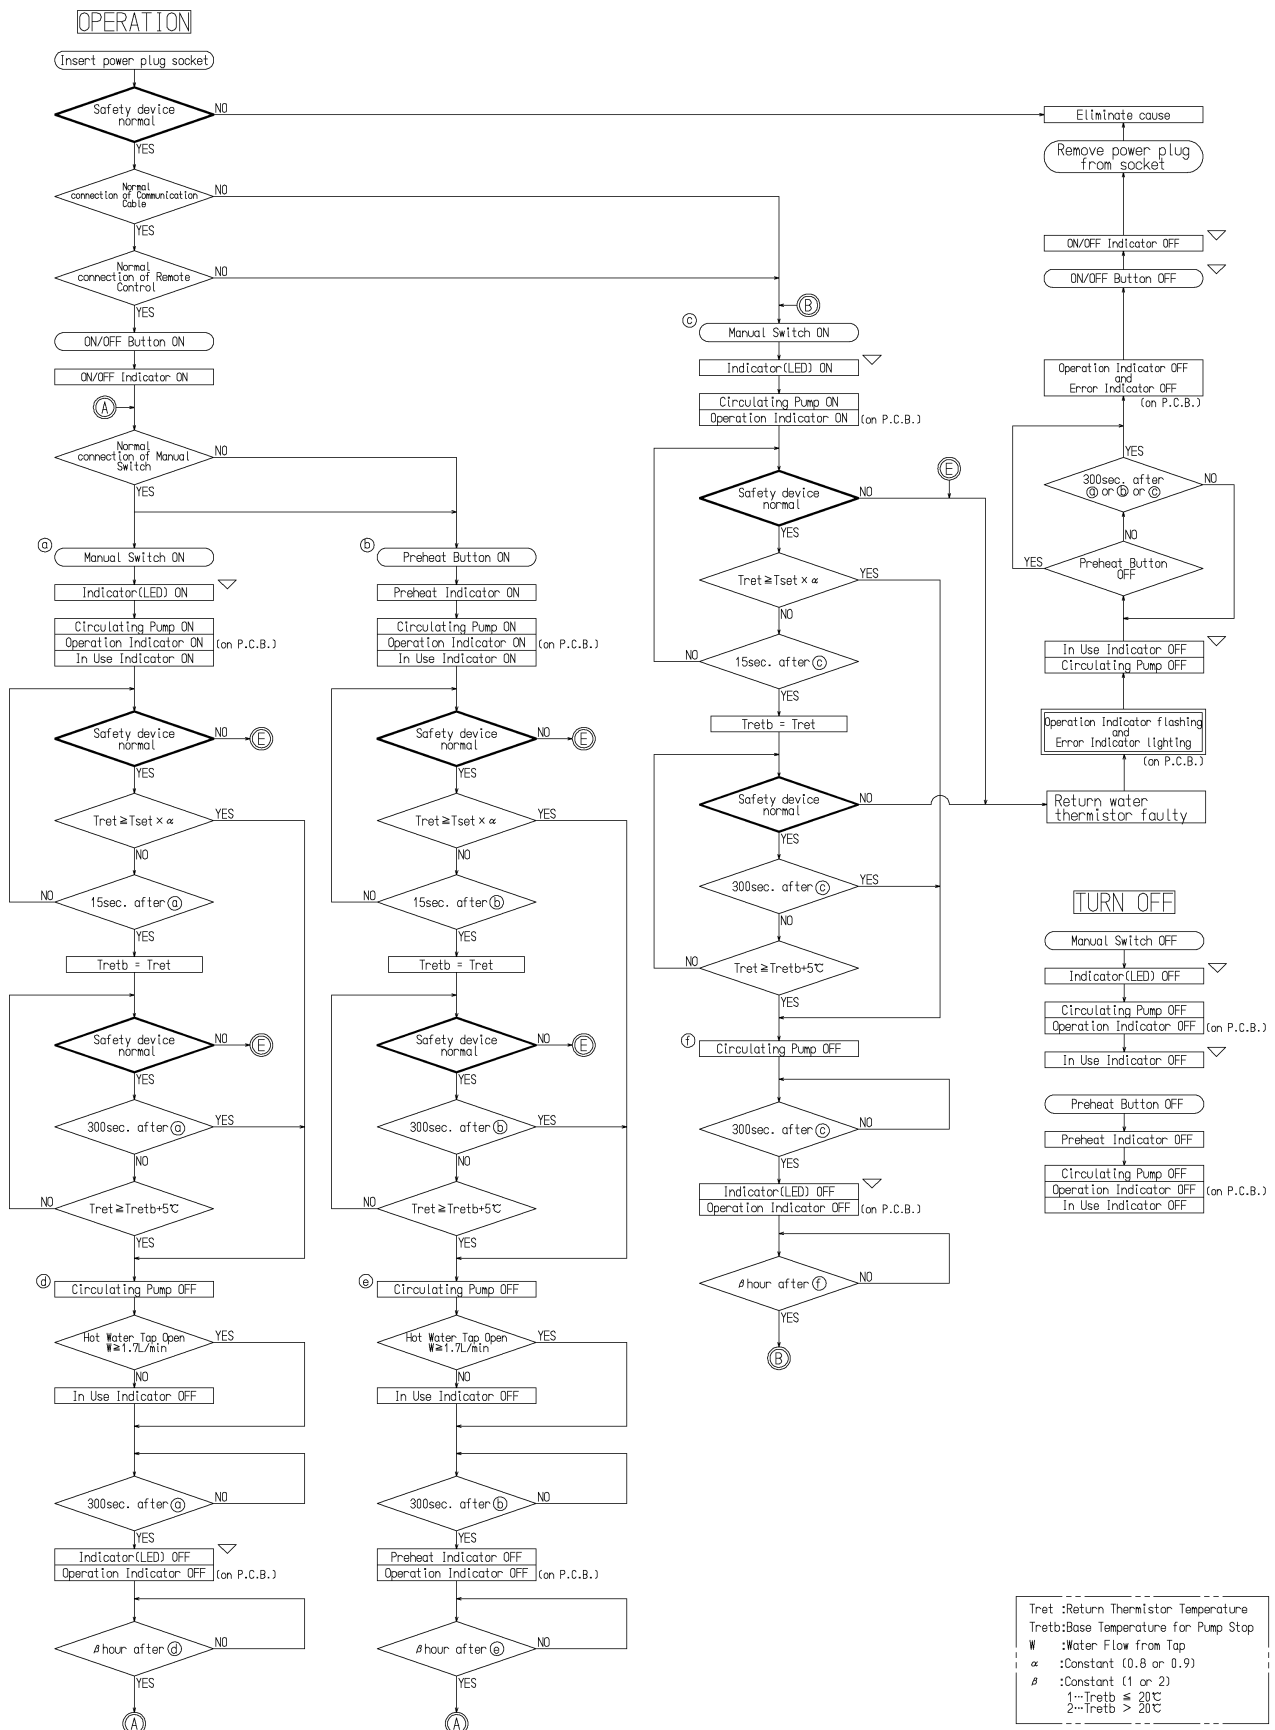 OPERATION
Insert power plug socket
Safety device
normal
NO
YES
Normal
connection of Communication
Cable
NO
YES
Normal
connection of Remote
Control
NO
YES
ON/OFF Button ON
ON/OFF Indicator ON
A
Normal
connection of Manual
Switch
NO
YES
a
Manual Switch ON
Indicator(LED) ON
Circulating Pump ON
Operation Indicator ON (on P.C.B.)
In Use Indicator ON
Safety device
normal
NO
E
YES
Tret≧Tset×α
YES
NO
15sec. after a
NO
YES
Tretb = Tret
Safety device
normal
NO
E
YES
300sec. after a
YES
NO
Tret≧Tretb+5℃
NO
YES
d
Circulating Pump OFF
Hot Water Tap Open
W≧1.7L/min
YES
NO
In Use Indicator OFF
300sec. after a
NO
YES
Indicator(LED) OFF
Operation Indicator OFF (on P.C.B.)
βhour after d
NO
YES
A
b
Preheat Button ON
Preheat Indicator ON
Circulating Pump ON
Operation Indicator ON (on P.C.B.)
In Use Indicator ON
Safety device
normal
NO
E
YES
Tret≧Tset×α
YES
NO
15sec. after b
NO
YES
Tretb = Tret
Safety device
normal
NO
E
YES
300sec. after b
YES
NO
Tret≧Tretb+5℃
NO
YES
e
Circulating Pump OFF
Hot Water Tap Open
W≧1.7L/min
YES
NO
In Use Indicator OFF
300sec. after b
NO
YES
Preheat Indicator OFF
Operation Indicator OFF (on P.C.B.)
βhour after e
NO
YES
A
B
c
Manual Switch ON
Indicator(LED) ON
Circulating Pump ON
Operation Indicator ON (on P.C.B.)
E
Safety device
normal
NO
YES
Tret≧Tset×α
YES
NO
15sec. after c
NO
YES
Tretb = Tret
Safety device
normal
NO
YES
300sec. after c
YES
NO
Tret≧Tretb+5℃
NO
YES
f
Circulating Pump OFF
300sec. after c
NO
YES
Indicator(LED) OFF
Operation Indicator OFF (on P.C.B.)
βhour after f
NO
YES
B
Eliminate cause
Remove power plug
from socket
ON/OFF Indicator OFF
ON/OFF Button OFF
Operation Indicator OFF
and
Error Indicator OFF
(on P.C.B.)
YES
300sec. after
a or b or c
NO
NO
YES
Preheat Button
OFF
In Use Indicator OFF
Circulating Pump OFF
Operation Indicator flashing
and
Error Indicator lighting
(on P.C.B.)
Return water
thermistor faulty
TURN OFF
Manual Switch OFF
Indicator(LED) OFF
Circulating Pump OFF
Operation Indicator OFF (on P.C.B.)
In Use Indicator OFF
Preheat Button OFF
Preheat Indicator OFF
Circulating Pump OFF
Operation Indicator OFF (on P.C.B.)
In Use Indicator OFF
Tret :Return Thermistor Temperature
Tretb:Base Temperature for Pump Stop
W :Water Flow from Tap
α :Constant (0.8 or 0.9)
β :Constant (1 or 2)
1…Tretb ≦ 20℃
2…Tretb > 20℃